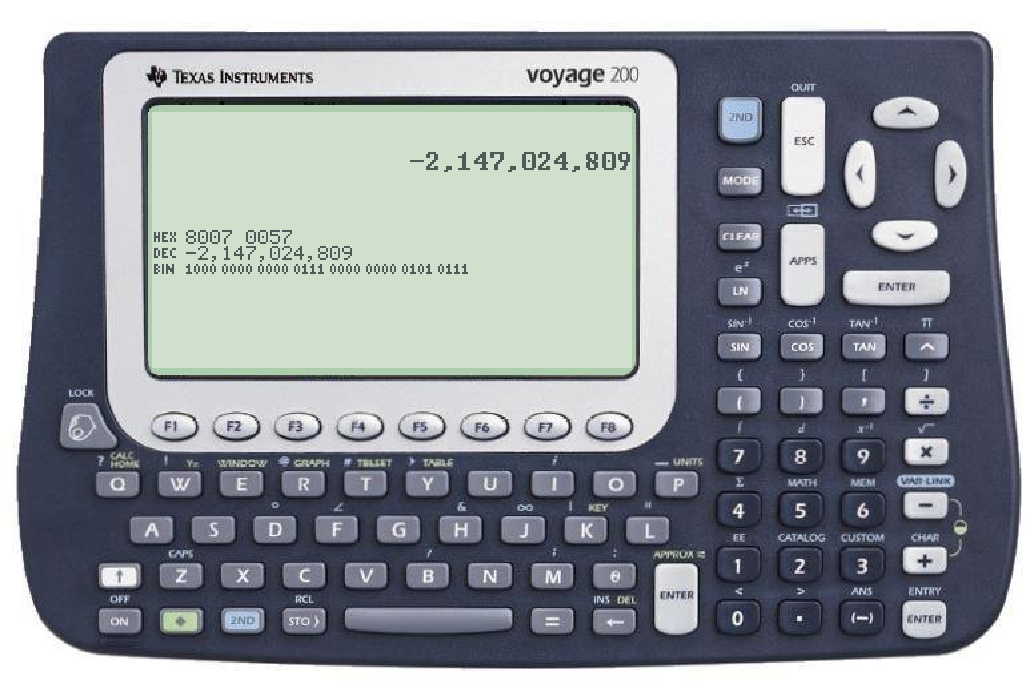 TEXAS INSTRUMENTS voyage 200
-2,147,024,809
HEX 8007 0057
DEC -2,147,024,809
BIN 1000 0000 0000 0111 0000 0000 0101 0111
QUIT
2ND ESC
MODE
CLEAR APPS
eˣ
LN ENTER
SIN⁻¹ COS⁻¹ TAN⁻¹ π
SIN COS TAN ^
{ } [ ]
( ) , ÷
LOCK
F1 F2 F3 F4 F5 F6 F7 F8
∫ d x⁻¹ √
7 8 9 ×
? CALC HOME ! Y= WINDOW @ GRAPH # TBLSET > TABLE — UNITS
Q W E R T Y U I O P
Σ MATH MEM VAR-LINK
4 5 6 −
° ∠ & ∞ | KEY "
A S D F G H J K L
EE CATALOG CUSTOM CHAR
1 2 3 +
CAPS ; : APPROX ≈
↑ Z X C V B N M θ ENTER
OFF RCL INS DEL
ON 2ND STO ⟩ = ←
< > ANS ENTRY
0 . (−) ENTER